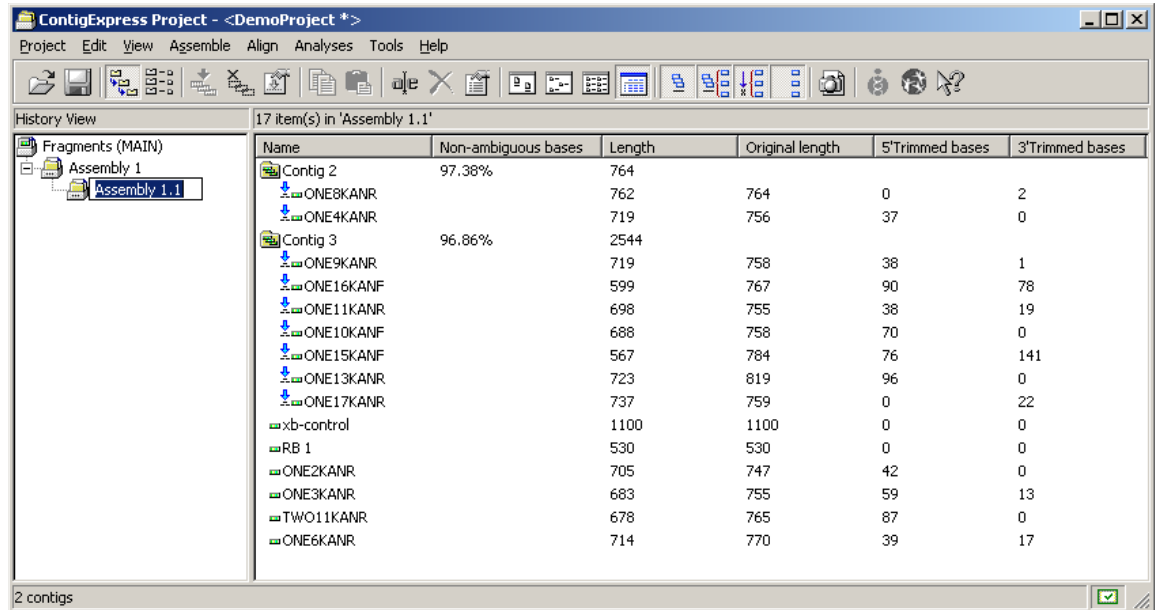 ContigExpress Project - <DemoProject *>
Project Edit View Assemble Align Analyses Tools Help
a|e
History View 17 item(s) in 'Assembly 1.1'
Fragments (MAIN)
Assembly 1
Assembly 1.1
Name Non-ambiguous bases Length Original length 5'Trimmed bases 3'Trimmed bases
Contig 2 97.38% 764
ONE8KANR 762 764 0 2
ONE4KANR 719 756 37 0
Contig 3 96.86% 2544
ONE9KANR 719 758 38 1
ONE16KANF 599 767 90 78
ONE11KANR 698 755 38 19
ONE10KANF 688 758 70 0
ONE15KANF 567 784 76 141
ONE13KANR 723 819 96 0
ONE17KANR 737 759 0 22
xb-control 1100 1100 0 0
RB 1 530 530 0 0
ONE2KANR 705 747 42 0
ONE3KANR 683 755 59 13
TWO11KANR 678 765 87 0
ONE6KANR 714 770 39 17
2 contigs